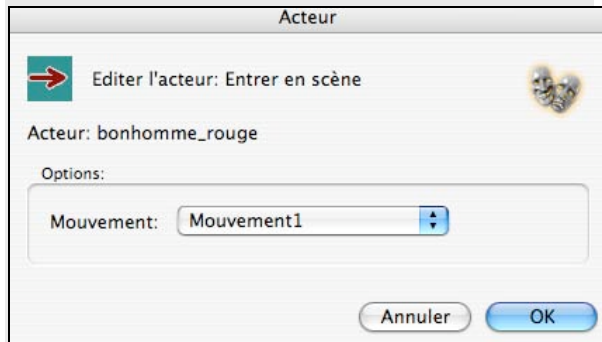 Acteur
Editer l'acteur: Entrer en scène
Acteur: bonhomme_rouge
Options:
Mouvement: Mouvement1
Annuler OK